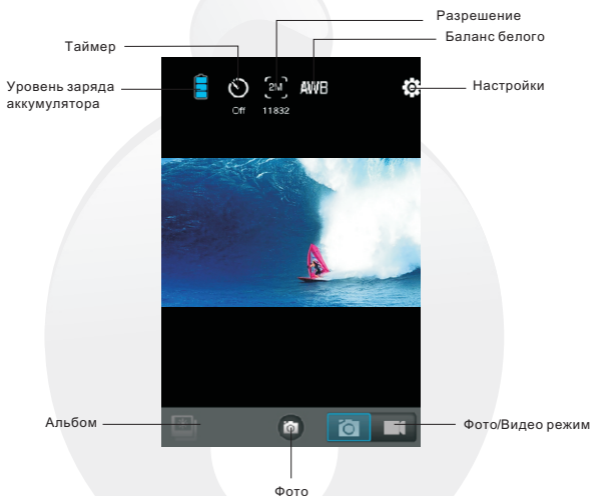 Разрешение
Баланс белого
Таймер
Уровень заряда
аккумулятора
Настройки
2M
AWB
Off
11832
Альбом
Фото/Видео режим
Фото